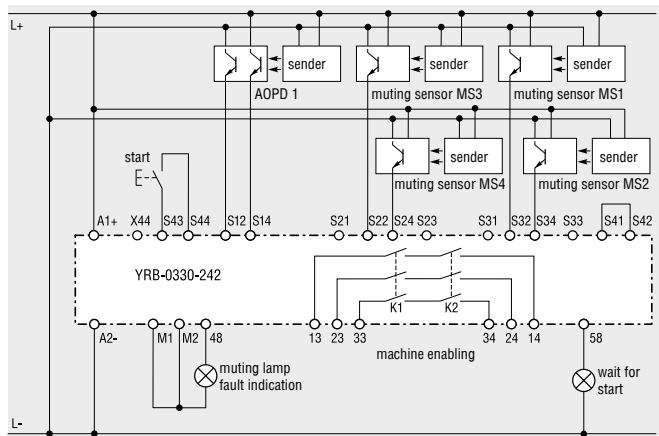 L+
sender
sender
sender
AOPD 1
muting sensor MS3
muting sensor MS1
start
sender
sender
muting sensor MS4
muting sensor MS2
A1+ X44 S43 S44 S12 S14 S21 S22 S24 S23 S31 S32 S34 S33 S41 S42
YRB-0330-242
K1 K2
A2- M1 M2 48 13 23 33 34 24 14 58
machine enabling
muting lamp
fault indication
wait for
start
L-